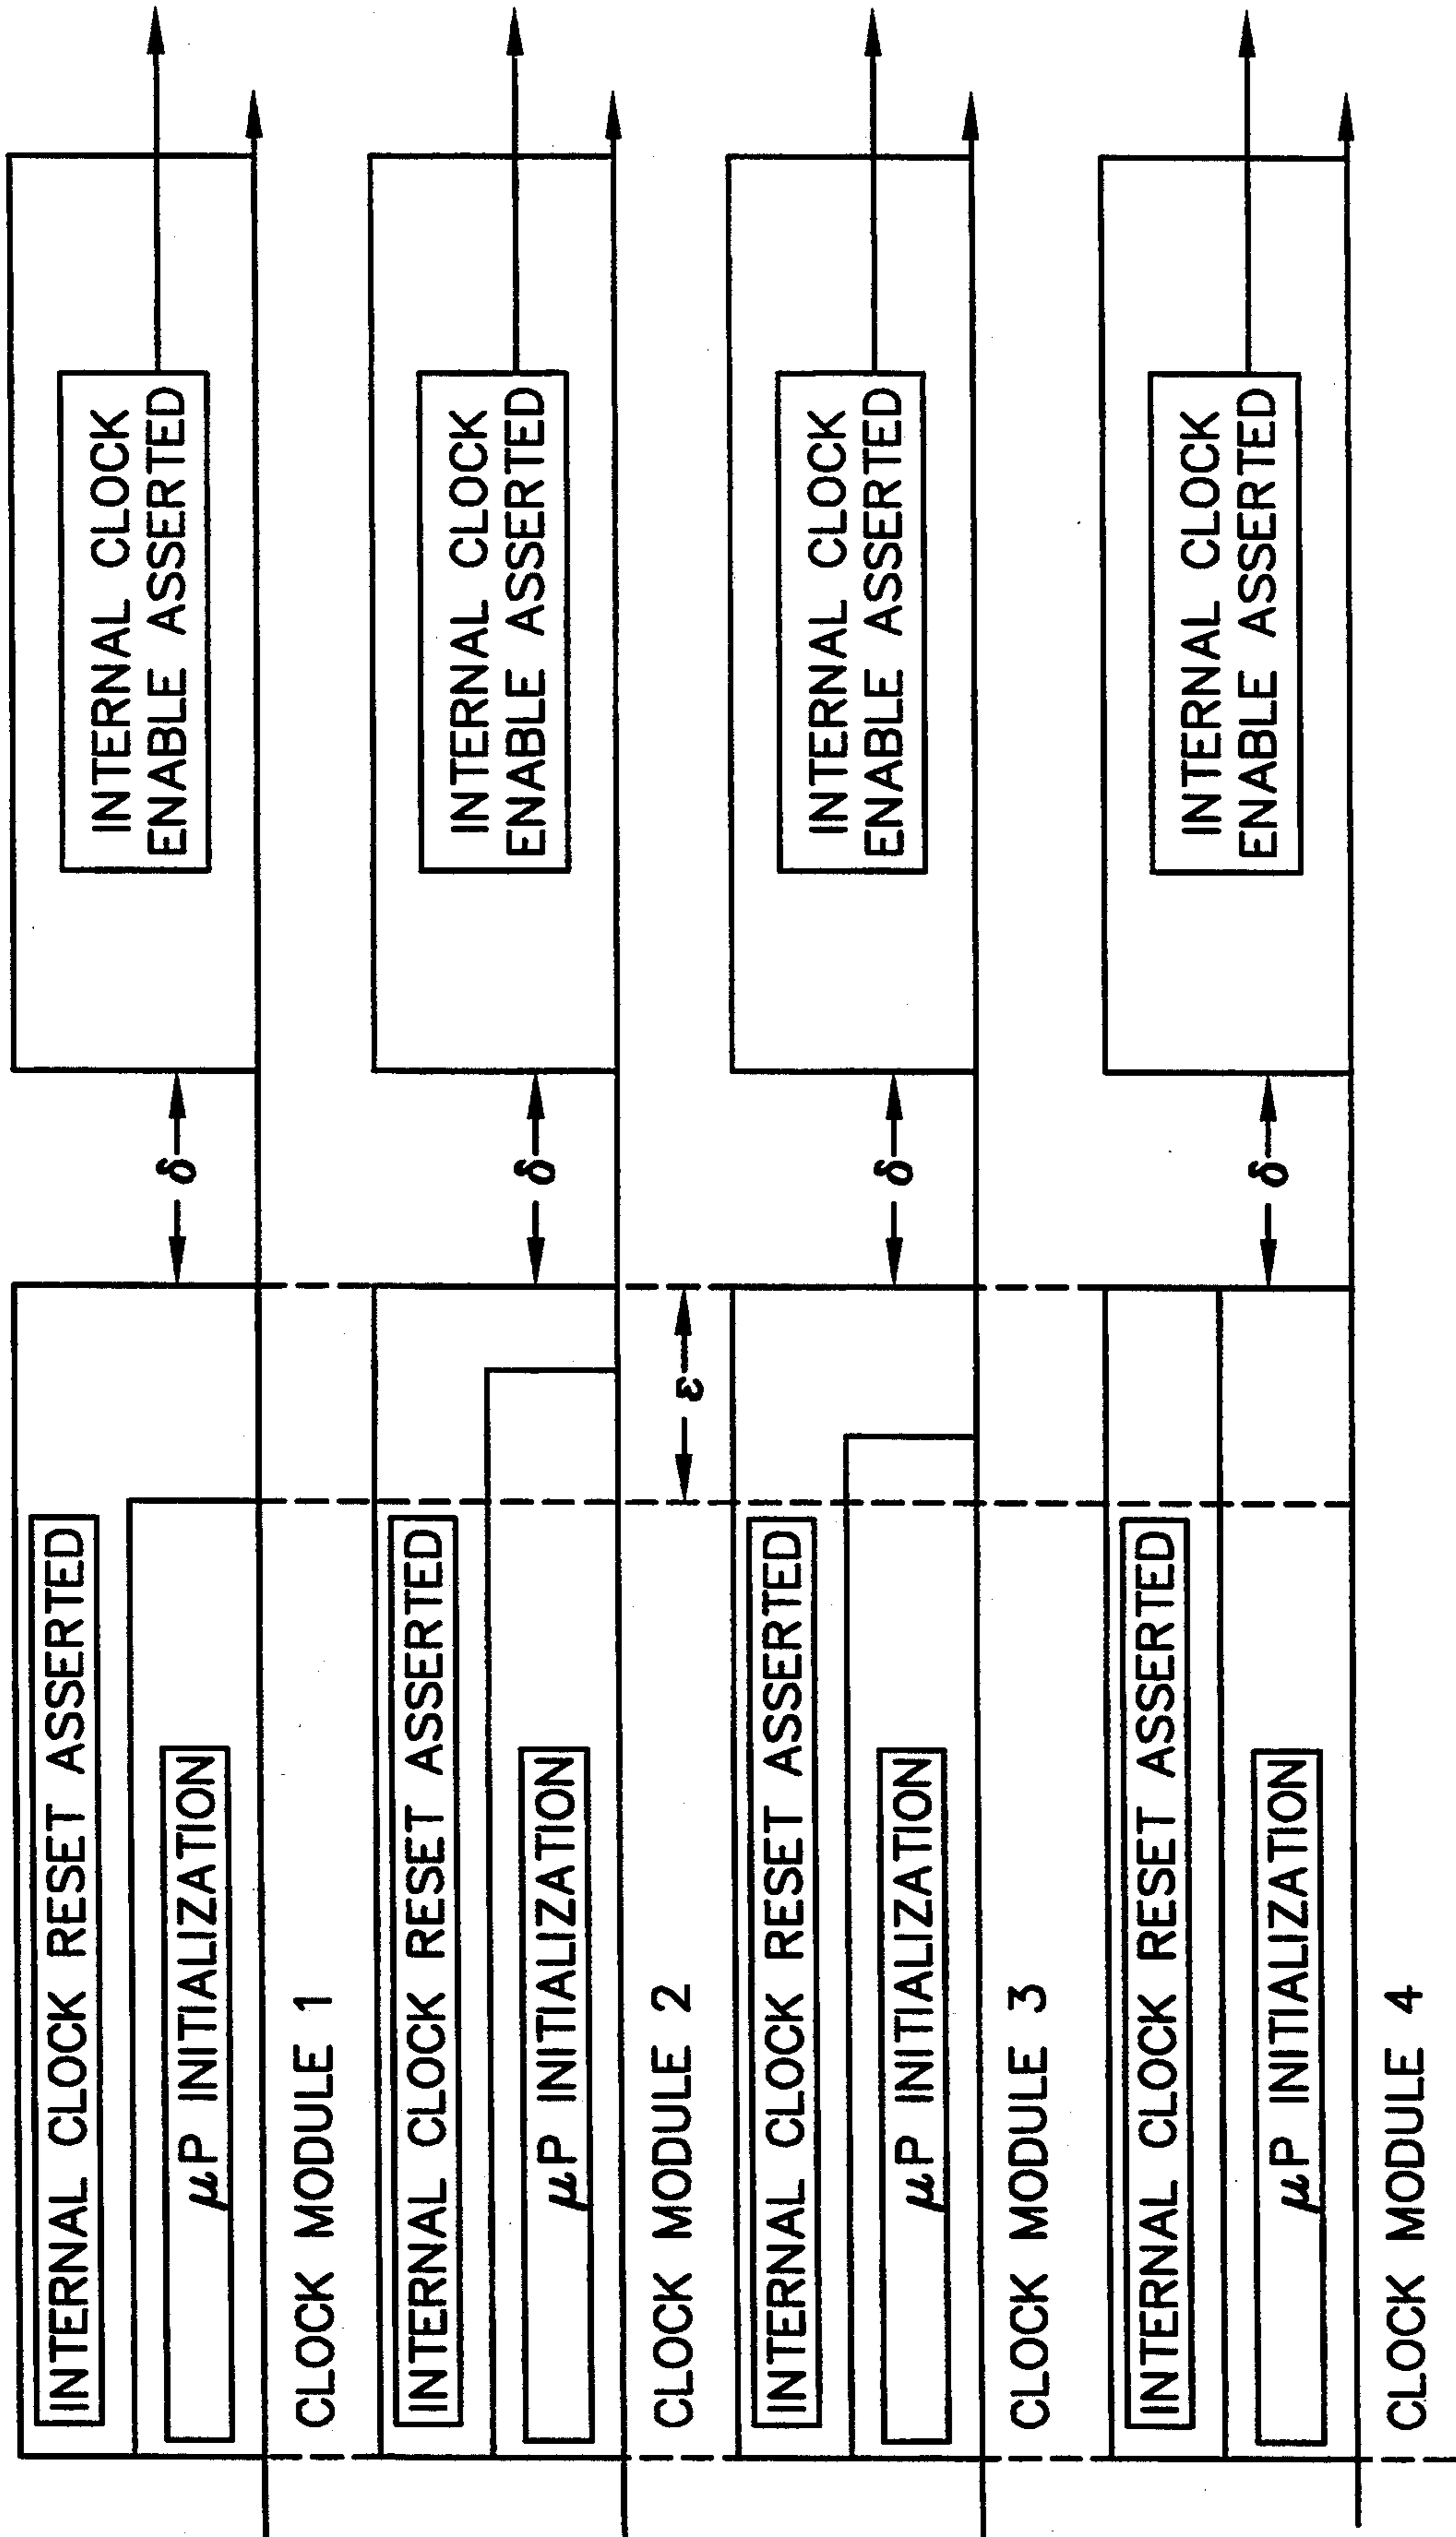 INTERNAL CLOCK RESET ASSERTED
μP INITIALIZATION
δ
INTERNAL CLOCK
ENABLE ASSERTED
CLOCK MODULE 1
INTERNAL CLOCK RESET ASSERTED
μP INITIALIZATION
δ
INTERNAL CLOCK
ENABLE ASSERTED
CLOCK MODULE 2
ε
INTERNAL CLOCK RESET ASSERTED
μP INITIALIZATION
δ
INTERNAL CLOCK
ENABLE ASSERTED
CLOCK MODULE 3
INTERNAL CLOCK RESET ASSERTED
μP INITIALIZATION
δ
INTERNAL CLOCK
ENABLE ASSERTED
CLOCK MODULE 4